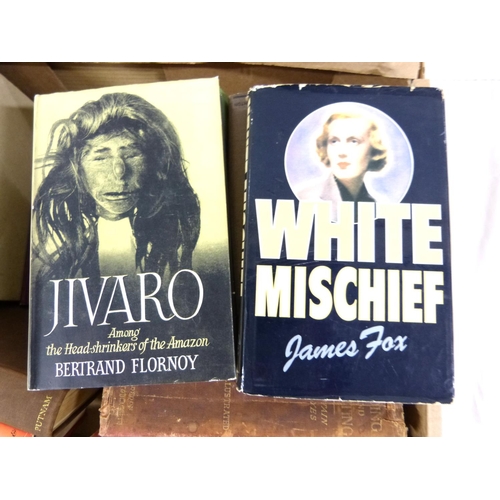 JIVARO
Among
the Head-shrinkers of the Amazon
BERTRAND FLORNOY
WHITE
MISCHIEF
James Fox
PUTNAM